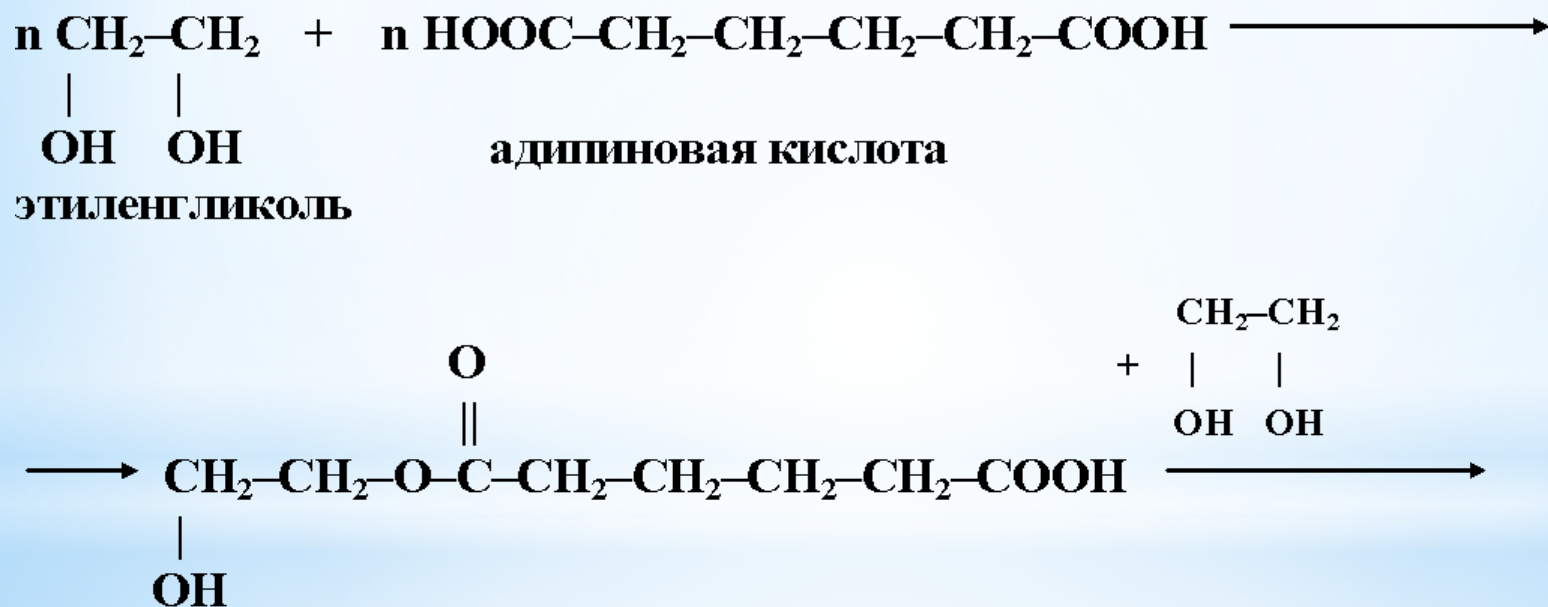 n CH₂–CH₂ + n HOOC–CH₂–CH₂–CH₂–CH₂–COOH
| |
OH OH адипиновая кислота
этиленгликоль
CH₂–CH₂
O + | |
|| OH OH
CH₂–CH₂–O–C–CH₂–CH₂–CH₂–CH₂–COOH
|
OH